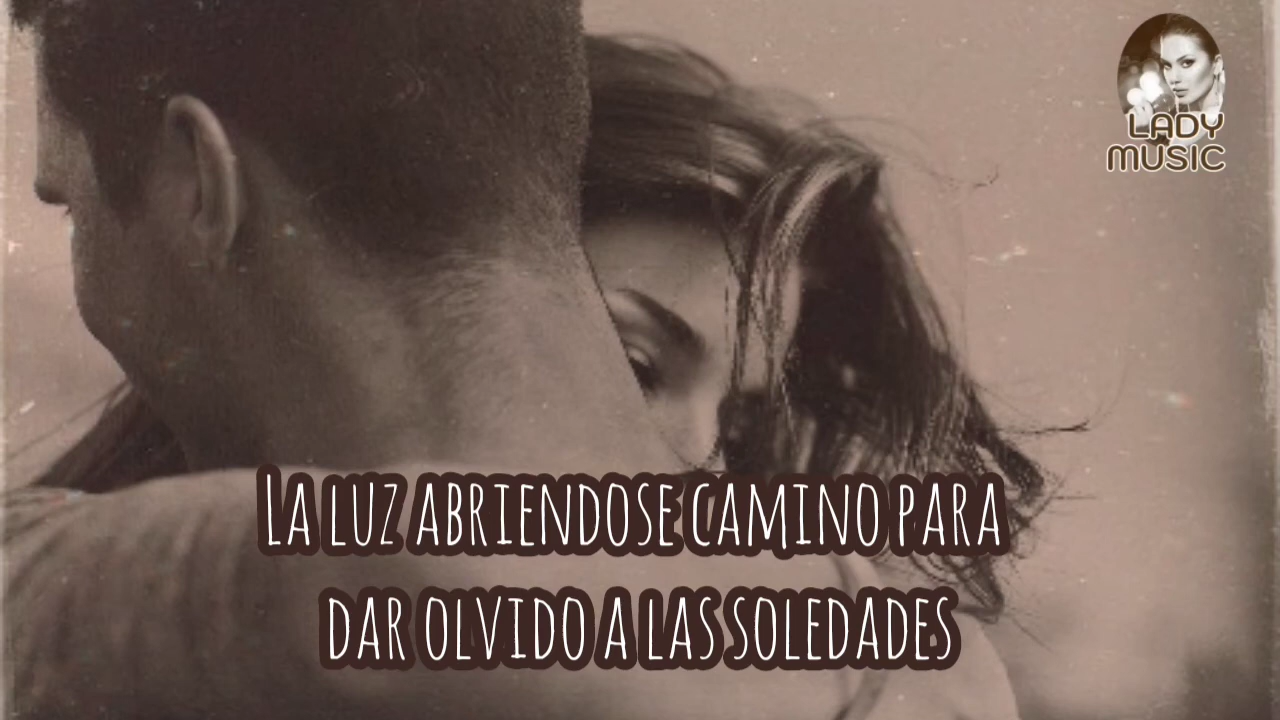 LADY
MUSIC
LA LUZ ABRIENDOSE CAMINO PARA
DAR OLVIDO A LAS SOLEDADES